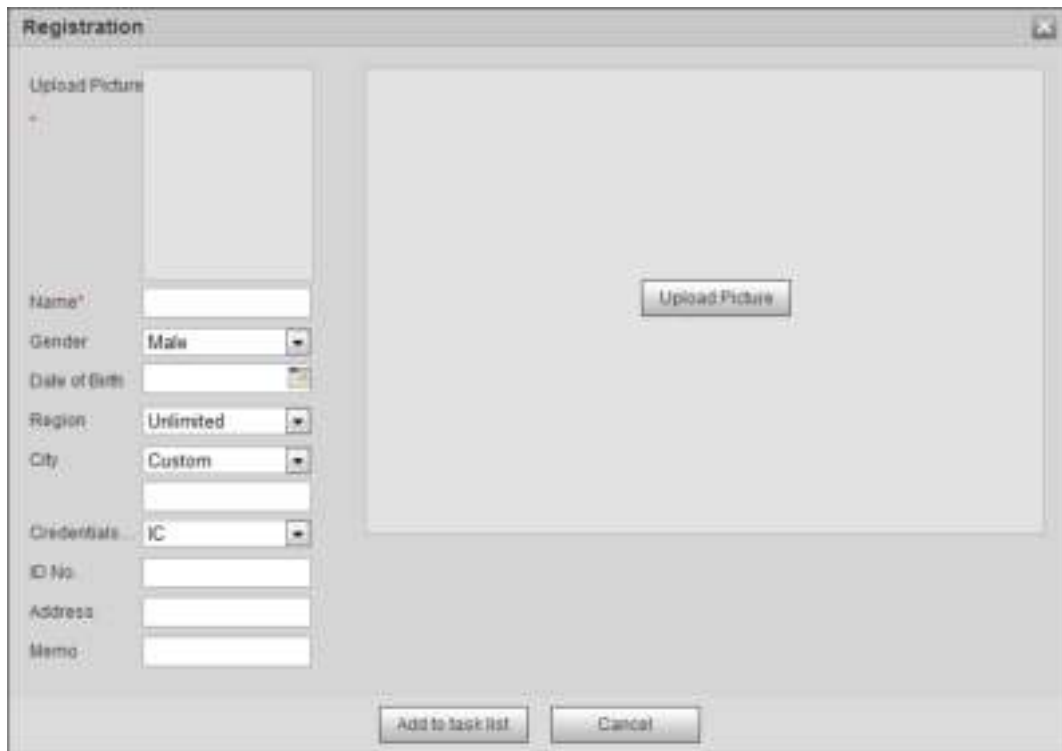 Registration
Upload Picture
*
Upload Picture
Name*
Gender Male
Date of Birth
Region Unlimited
City Custom
Credentials... IC
ID No.
Address
Memo
Add to task list Cancel